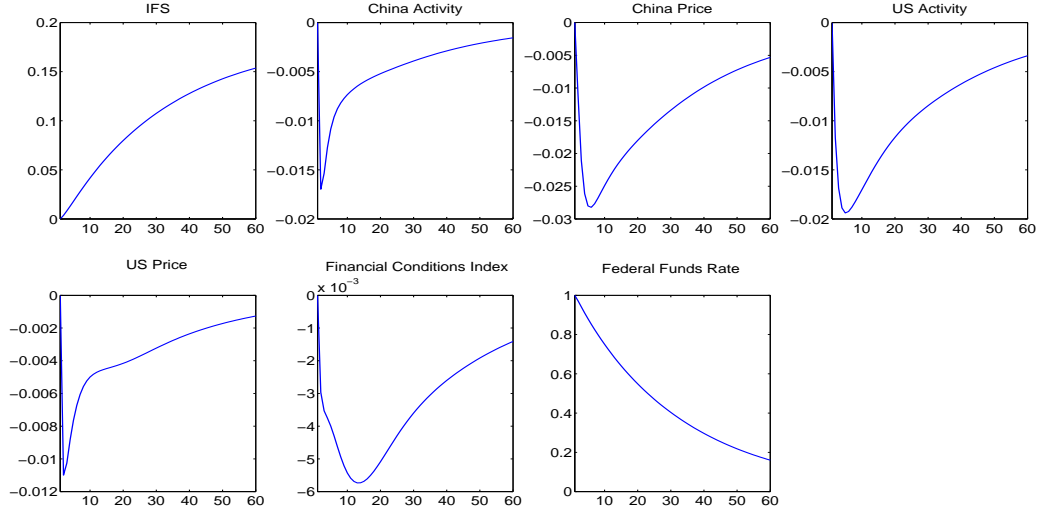 IFS
0.2
0.15
0.1
0.05
0
10 20 30 40 50 60
China Activity
0
−0.005
−0.01
−0.015
−0.02
10 20 30 40 50 60
China Price
0
−0.005
−0.01
−0.015
−0.02
−0.025
−0.03
10 20 30 40 50 60
US Activity
0
−0.005
−0.01
−0.015
−0.02
10 20 30 40 50 60
US Price
0
−0.002
−0.004
−0.006
−0.008
−0.01
−0.012
10 20 30 40 50 60
Financial Conditions Index
x 10−3
0
−1
−2
−3
−4
−5
−6
10 20 30 40 50 60
Federal Funds Rate
1
0.8
0.6
0.4
0.2
0
10 20 30 40 50 60